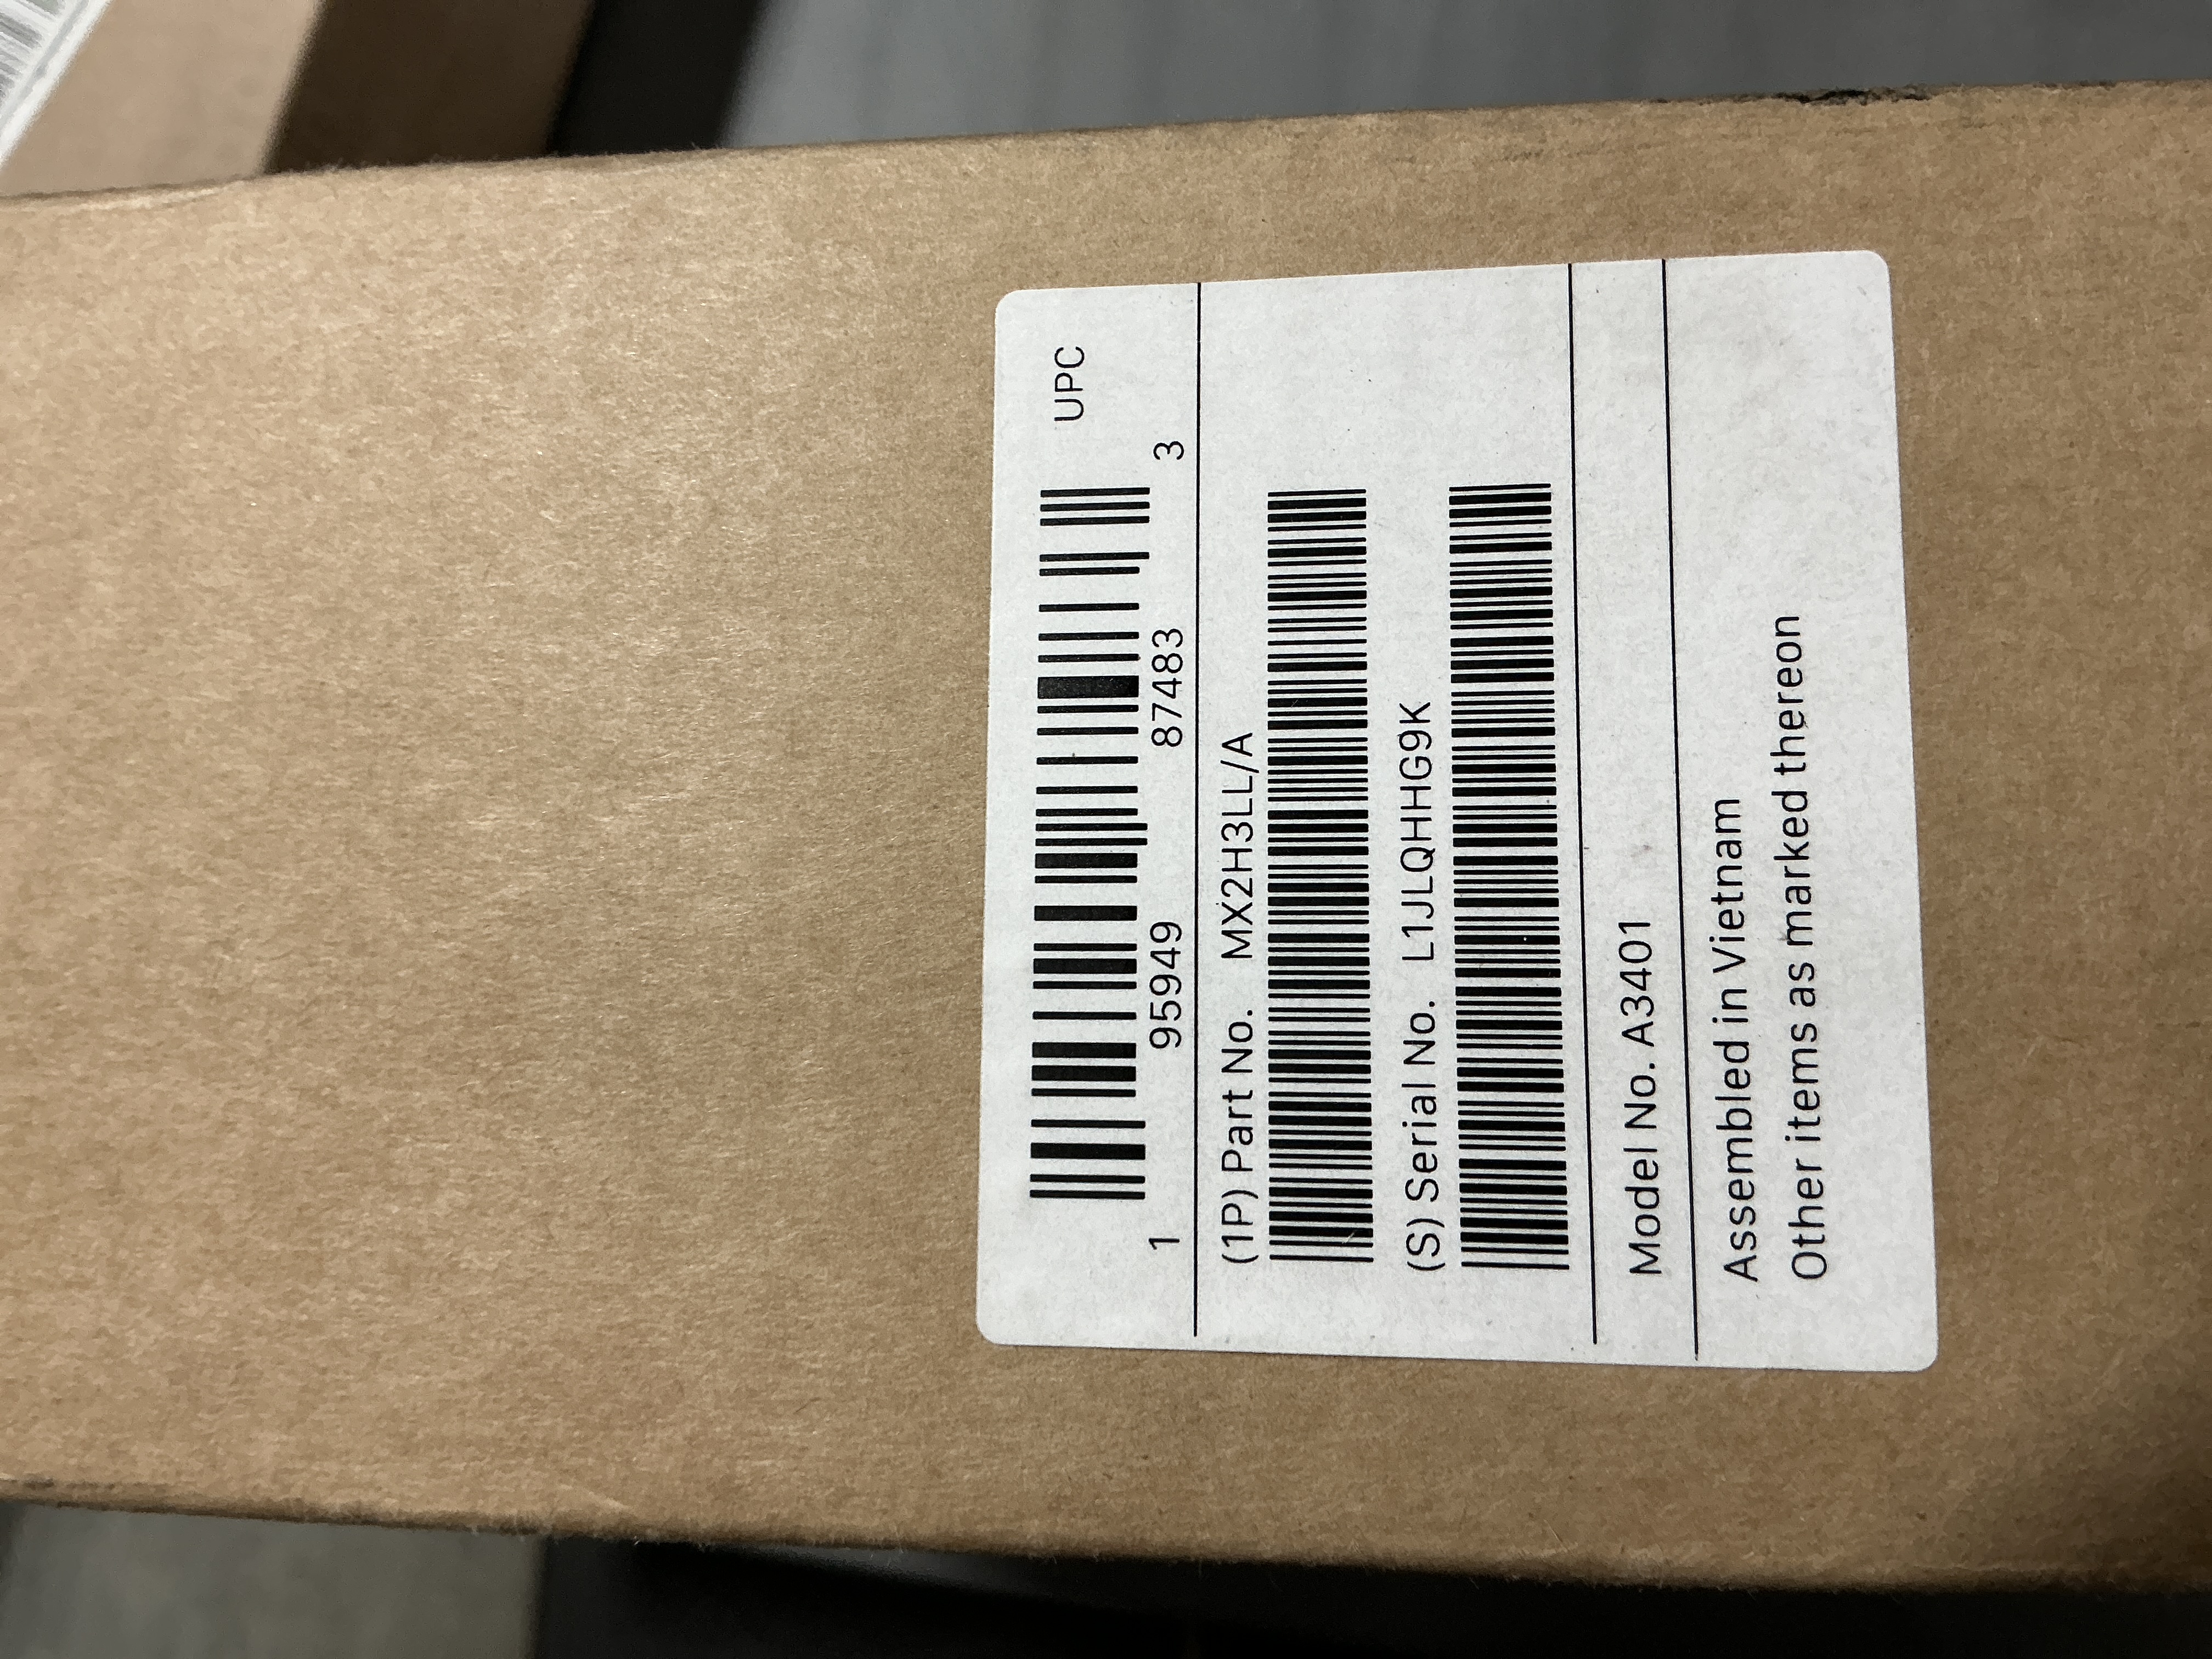 UPC
1 95949 87483 3
(1P) Part No. MX2H3LL/A
(S) Serial No. L1JLQHHG9K
Model No. A3401
Assembled in Vietnam
Other items as marked thereon